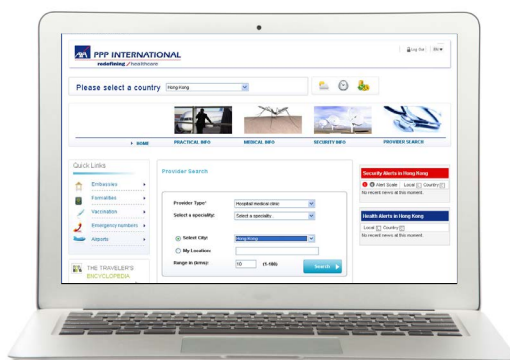 AXA PPP INTERNATIONAL
redefining / healthcare
Log Out
Please select a country Hong Kong
HOME PRACTICAL INFO MEDICAL INFO SECURITY INFO PROVIDER SEARCH
Quick Links
Embassies
Formalities
Vaccination
Emergency numbers
Airports
THE TRAVELER'S
ENCYCLOPEDIA
Provider Search
Provider Type* Hospital/medical clinic
Select a speciality: Select a speciality.
Select City: Hong Kong
My Location:
Range in (kms): 10 (1-100)
Search
Security Alerts in Hong Kong
Alert Scale Local Country
No recent news at this moment.
Health Alerts in Hong Kong
Local Country
No recent news at this moment.